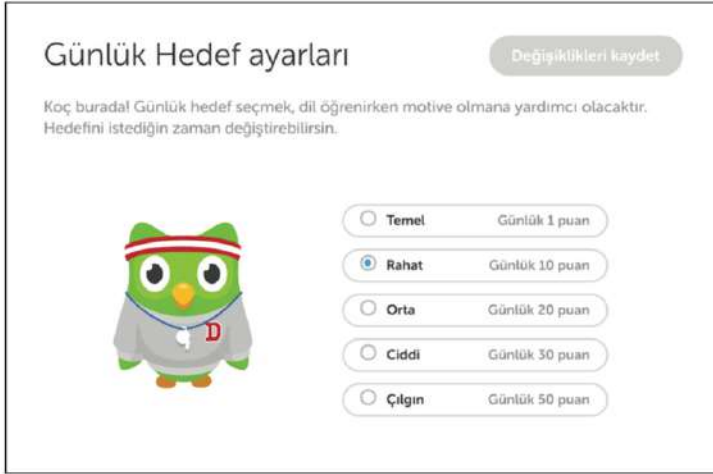 Günlük Hedef ayarları
Değişiklikleri kaydet
Koç burada! Günlük hedef seçmek, dil öğrenirken motive olmana yardımcı olacaktır.
Hedefini istediğin zaman değiştirebilirsin.
Temel Günlük 1 puan
Rahat Günlük 10 puan
Orta Günlük 20 puan
Ciddi Günlük 30 puan
Çılgın Günlük 50 puan
D